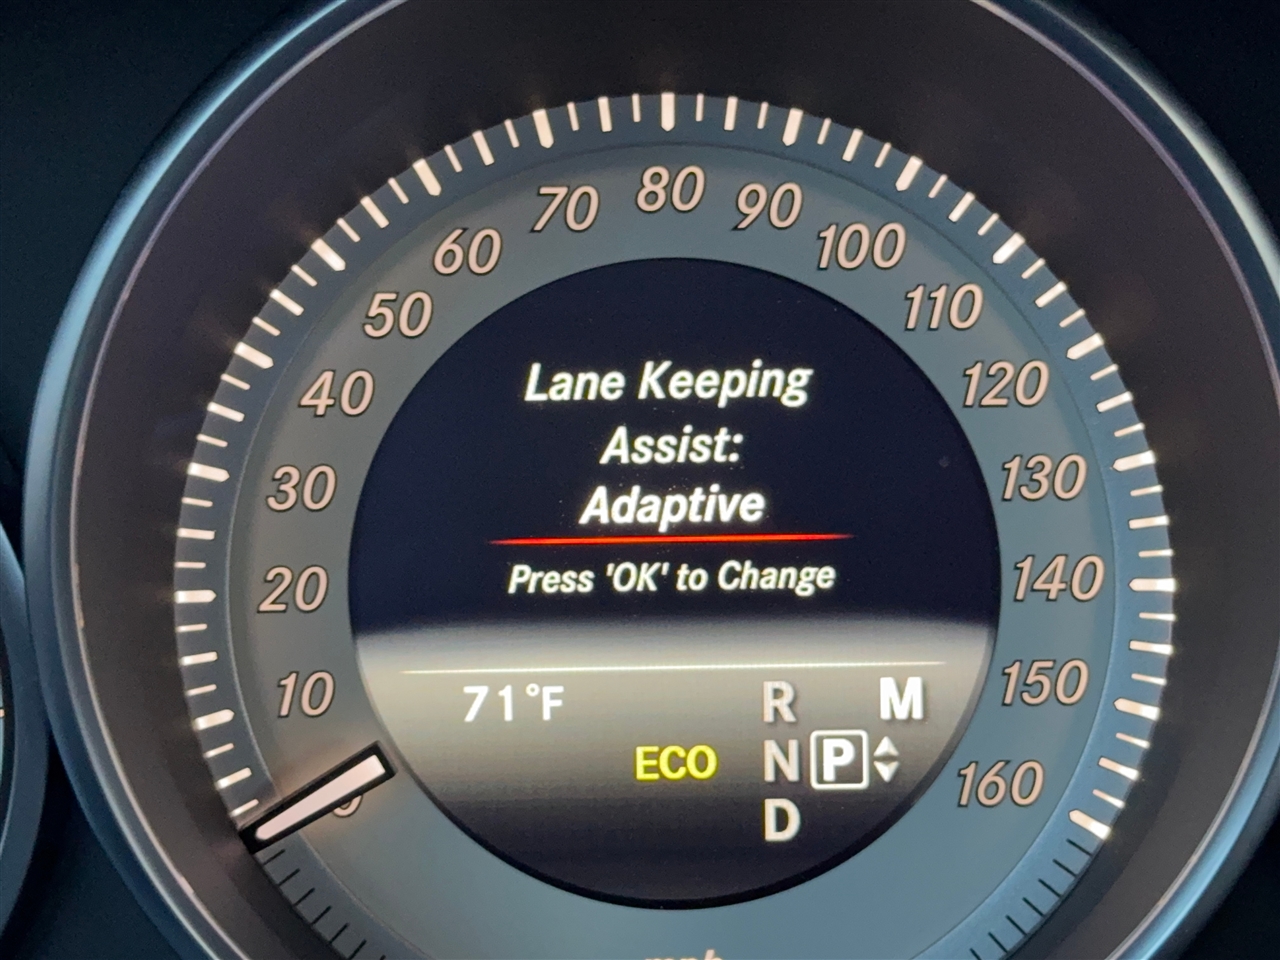 80
70
90
60
100
50
110
Lane Keeping
40
120
Assist:
30
130
Adaptive
Press 'OK' to Change
20
140
10
150
71°F
R
M
ECO
N
P
160
D
mph